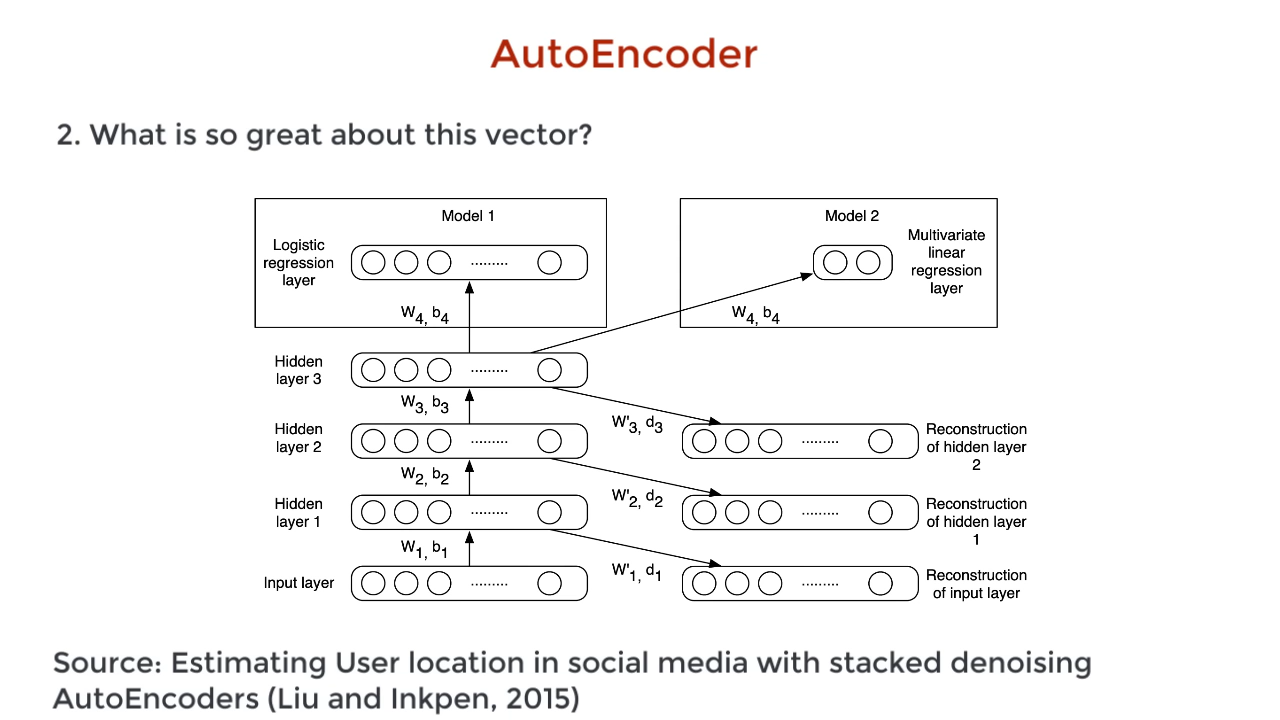 AutoEncoder
2. What is so great about this vector?
Model 1
Model 2
Logistic
regression
layer
Multivariate
linear
regression
layer
W4, b4
W4, b4
Hidden
layer 3
W3, b3
W'3, d3
Hidden
layer 2
Reconstruction
of hidden layer
2
W2, b2
W'2, d2
Hidden
layer 1
Reconstruction
of hidden layer
1
W1, b1
W'1, d1
Input layer
Reconstruction
of input layer
Source: Estimating User location in social media with stacked denoising
AutoEncoders (Liu and Inkpen, 2015)